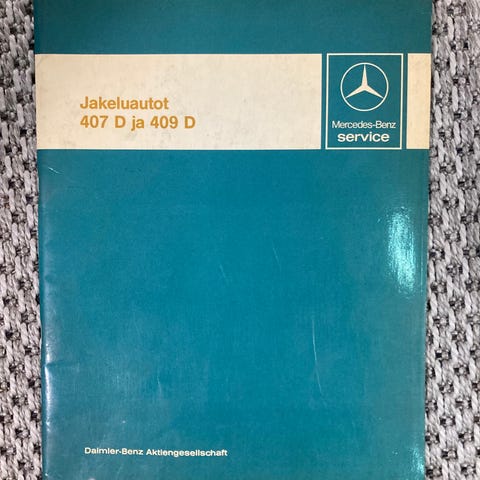 Jakeluautot
407 D ja 409 D
Mercedes-Benz
service
Daimler-Benz Aktiengesellschaft